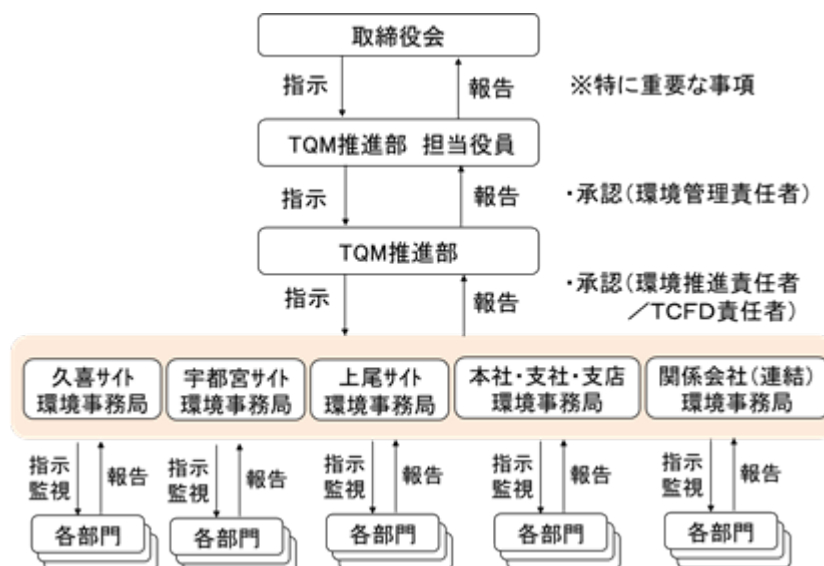 取締役会
指示
報告
※特に重要な事項
TQM推進部 担当役員
指示
報告
・承認(環境管理責任者)
TQM推進部
指示
報告
・承認(環境推進責任者
／TCFD責任者)
久喜サイト
環境事務局
宇都宮サイト
環境事務局
上尾サイト
環境事務局
本社・支社・支店
環境事務局
関係会社(連結)
環境事務局
指示
監視
報告
指示
監視
報告
指示
監視
報告
指示
監視
報告
指示
監視
報告
各部門
各部門
各部門
各部門
各部門